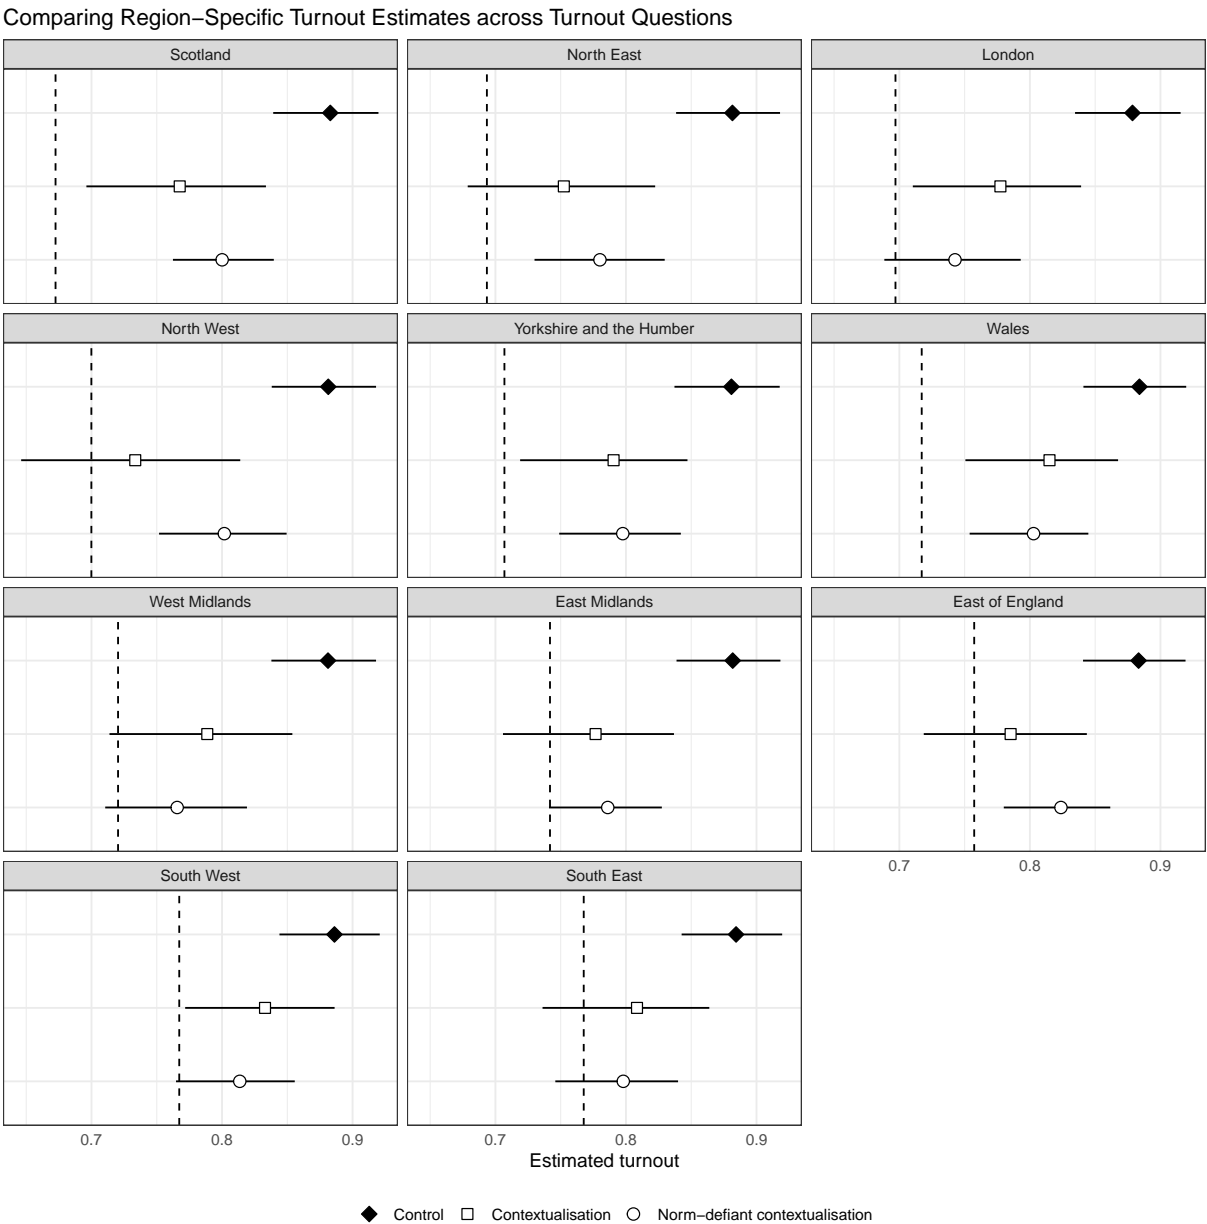 Comparing Region−Specific Turnout Estimates across Turnout Questions
Scotland
North East
London
North West
Yorkshire and the Humber
Wales
West Midlands
East Midlands
East of England
0.7 0.8 0.9
South West
South East
0.7 0.8 0.9
0.7 0.8 0.9
Estimated turnout
Control Contextualisation Norm−defiant contextualisation